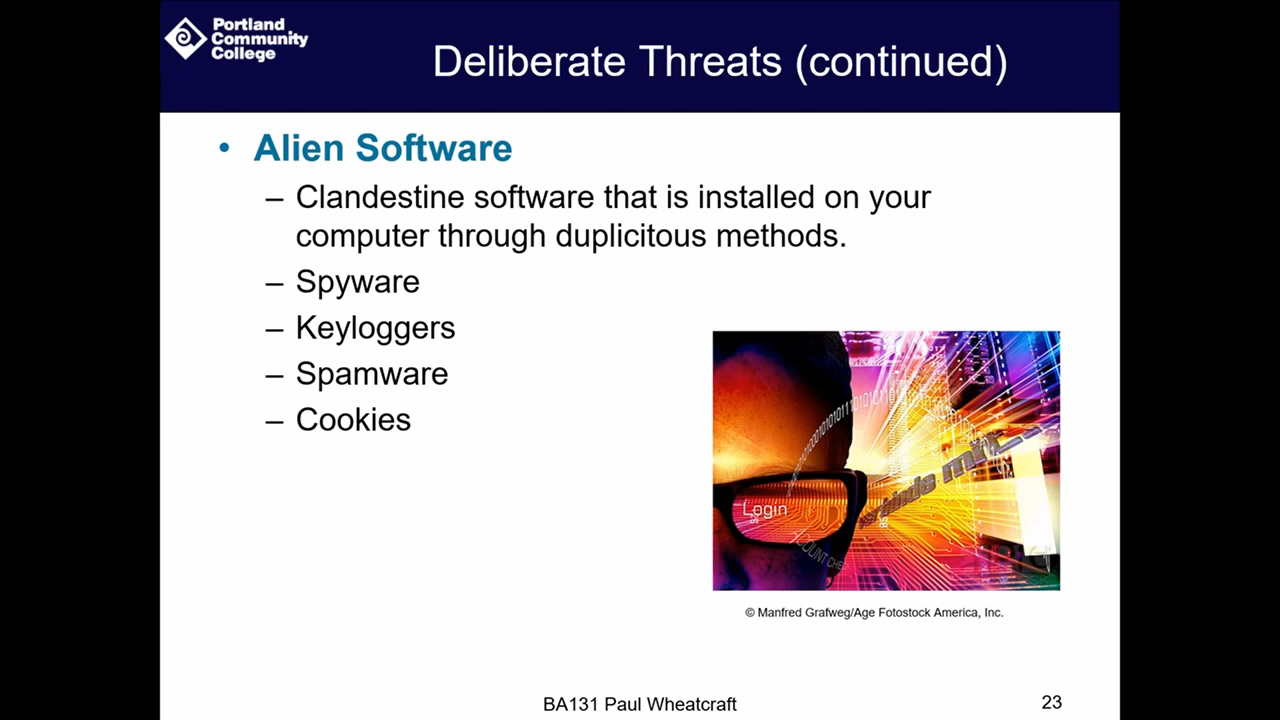 Portland
Community
College
Deliberate Threats (continued)
• Alien Software
– Clandestine software that is installed on your
computer through duplicitous methods.
– Spyware
– Keyloggers
– Spamware
– Cookies
Login
© Manfred Grafweg/Age Fotostock America, Inc.
BA131 Paul Wheatcraft
23